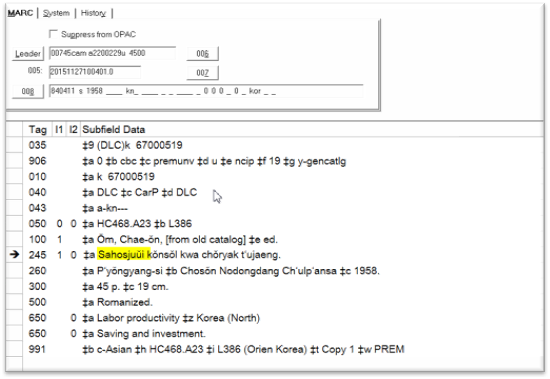 MARC System History
Suppress from OPAC
Leader 00745cam a2200229u 4500 006
005: 20151127100401.0 007
008 840411 s 1958 ____ kn_ ___ _ _ ____ _ 0 0 0 _ 0 _ kor _ _
Tag I1 I2 Subfield Data
035 ‡9 (DLC)k 67000519
906 ‡a 0 ‡b cbc ‡c premunv ‡d u ‡e ncip ‡f 19 ‡g y-gencatlg
010 ‡a k 67000519
040 ‡a DLC ‡c CarP ‡d DLC
043 ‡a a-kn---
050 0 0 ‡a HC468.A23 ‡b L386
100 1 ‡a Ŏm, Chae-ŏn, [from old catalog] ‡e ed.
245 1 0 ‡a Sahosjuŭi kŏnsŏl kwa chŏryak t'ujaeng.
260 ‡a P'yŏngyang-si ‡b Chosŏn Nodongdang Ch'ulp'ansa ‡c 1958.
300 ‡a 45 p. ‡c 19 cm.
500 ‡a Romanized.
650 0 ‡a Labor productivity ‡z Korea (North)
650 0 ‡a Saving and investment.
991 ‡b c-Asian ‡h HC468.A23 ‡i L386 (Orien Korea) ‡t Copy 1 ‡w PREM